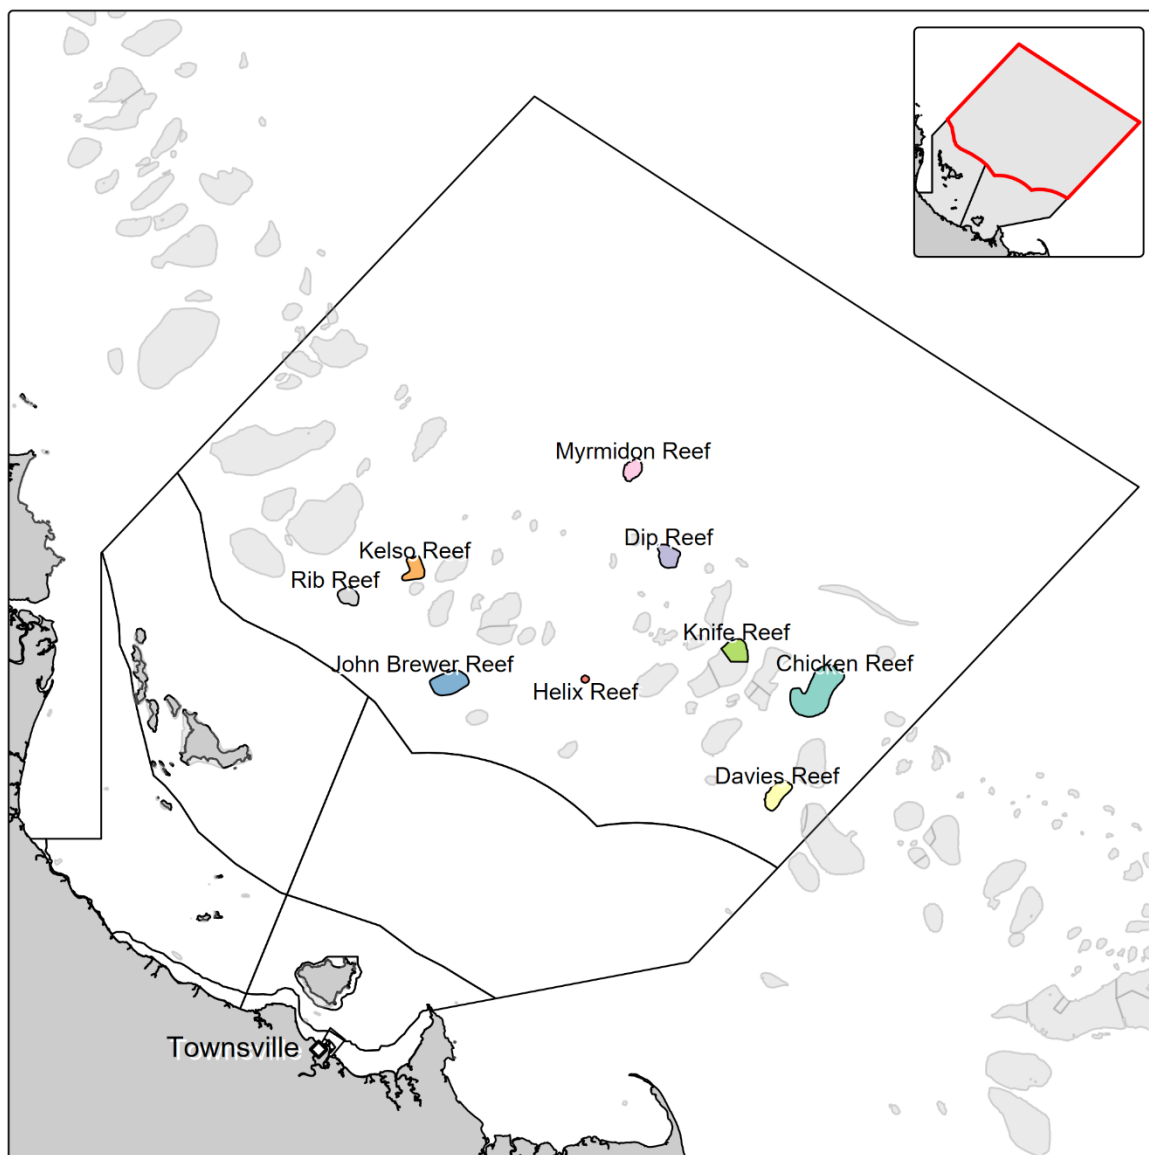 Myrmidon Reef
Dip Reef
Kelso Reef
Rib Reef
Knife Reef
John Brewer Reef
Chicken Reef
Helix Reef
Davies Reef
Townsville